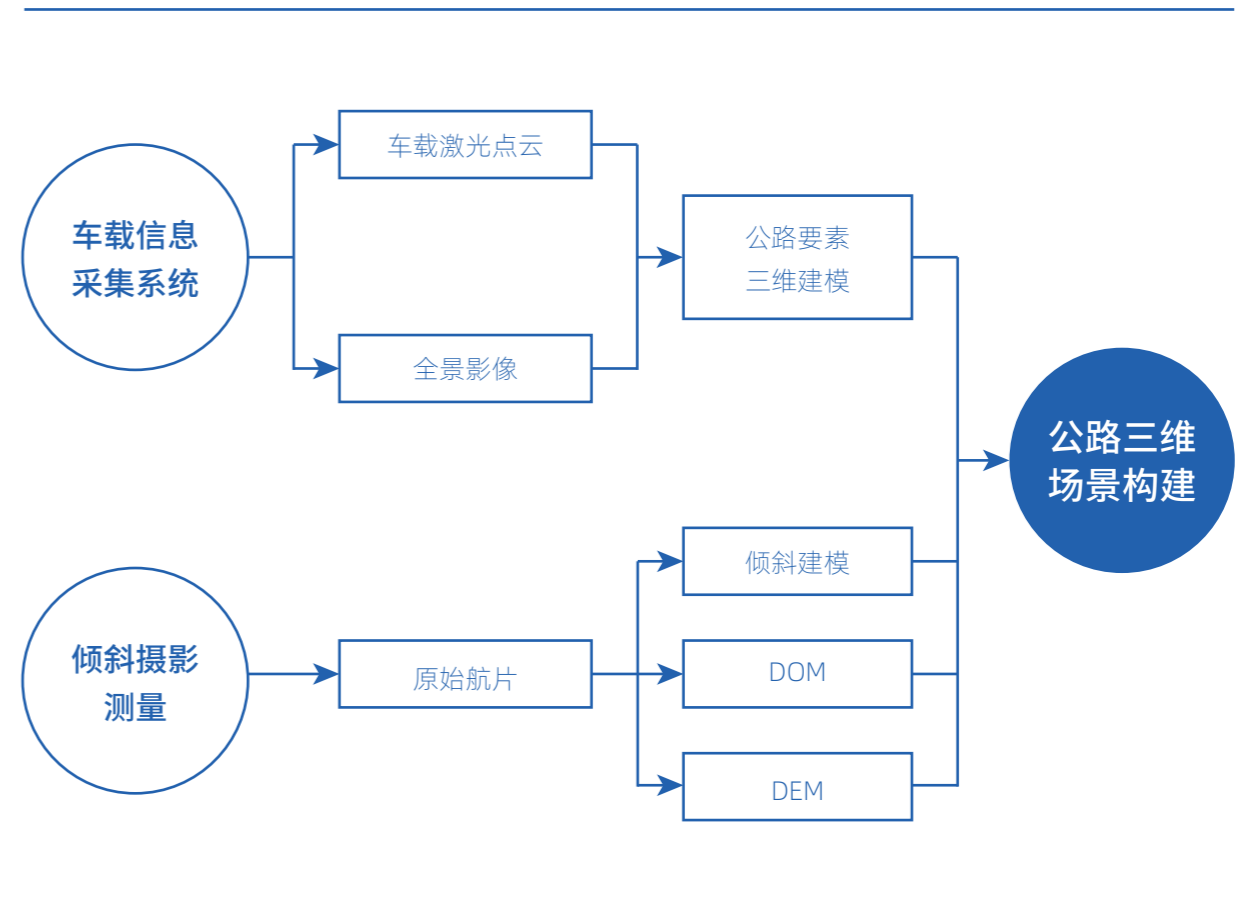 车载信息
采集系统
车载激光点云
全景影像
公路要素
三维建模
公路三维
场景构建
倾斜摄影
测量
原始航片
倾斜建模
DOM
DEM